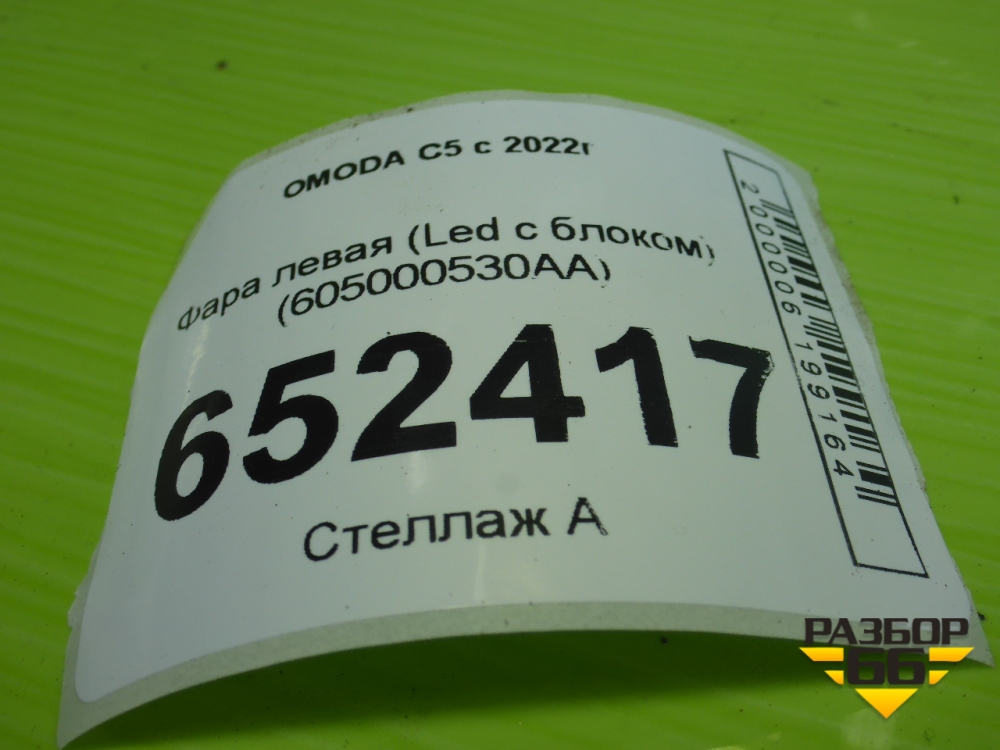 OMODA C5 с 2022г
Фара левая (Led с блоком)
(605000530AA)
652417
Стеллаж А
2000006199164
РАЗБОР
66